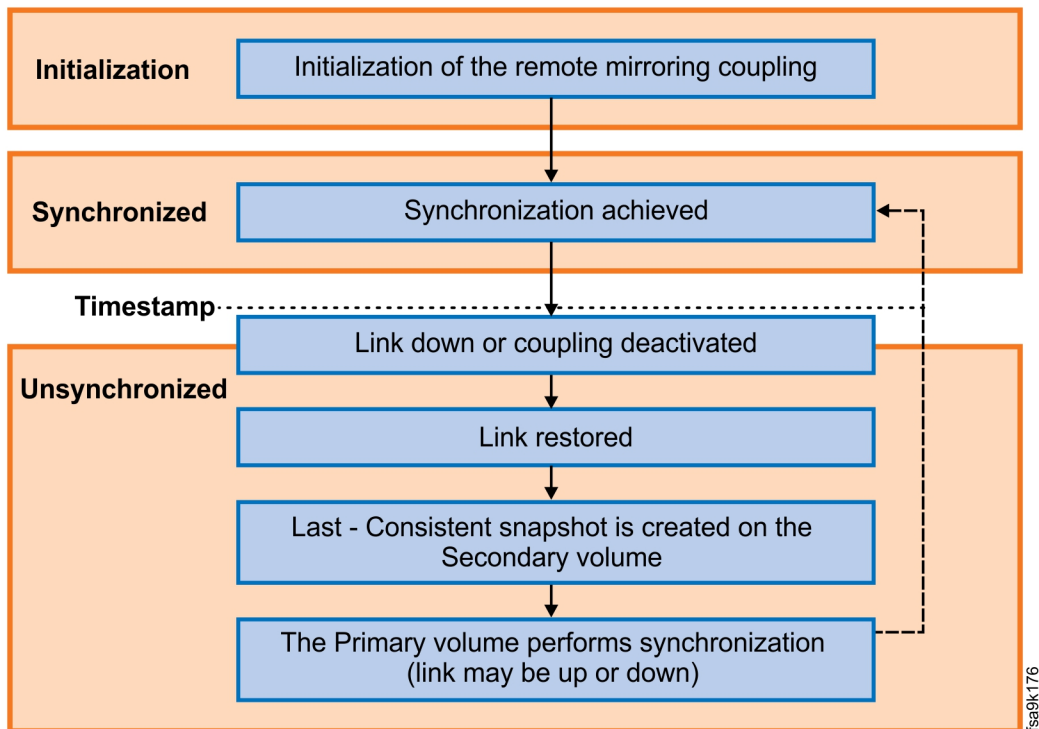 Initialization
Initialization of the remote mirroring coupling
Synchronized
Synchronization achieved
Timestamp
Link down or coupling deactivated
Unsynchronized
Link restored
Last - Consistent snapshot is created on the
Secondary volume
The Primary volume performs synchronization
(link may be up or down)
fsa9k176